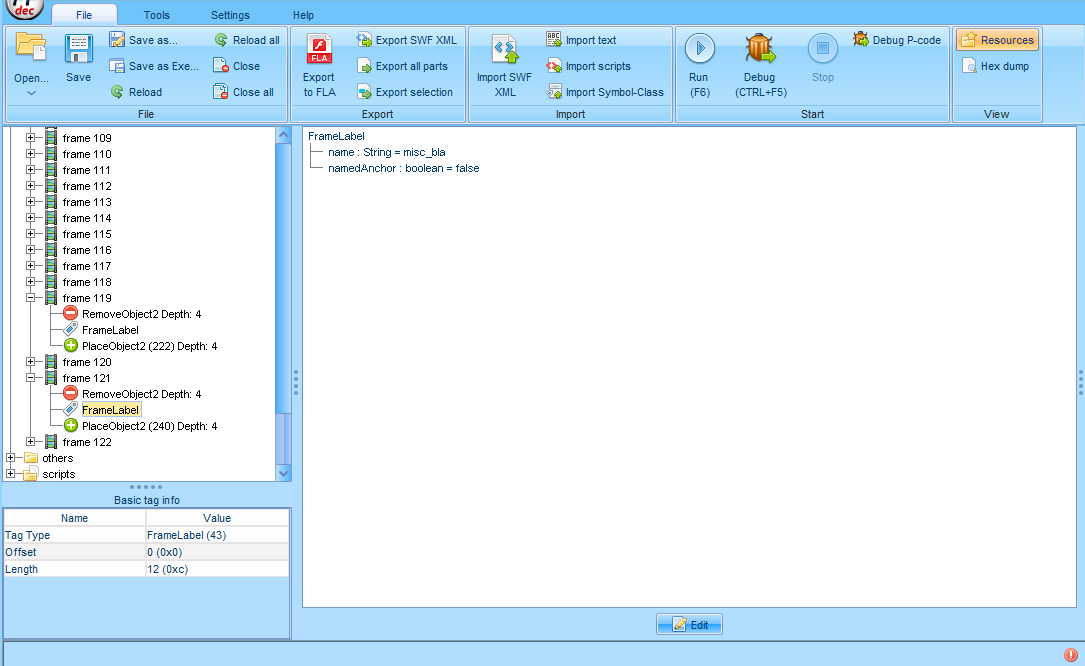 dec
File
Tools
Settings
Help
Open...
Save
Save as...
Save as Exe...
Reload
Reload all
Close
Close all
File
Export to FLA
Export SWF XML
Export all parts
Export selection
Export
Import SWF XML
Import text
Import scripts
Import Symbol-Class
Import
Run (F6)
Debug (CTRL+F5)
Stop
Debug P-code
Start
Resources
Hex dump
View
frame 109
frame 110
frame 111
frame 112
frame 113
frame 114
frame 115
frame 116
frame 117
frame 118
frame 119
RemoveObject2 Depth: 4
FrameLabel
PlaceObject2 (222) Depth: 4
frame 120
frame 121
RemoveObject2 Depth: 4
FrameLabel
PlaceObject2 (240) Depth: 4
frame 122
others
scripts
Basic tag info
Name Value
Tag Type FrameLabel (43)
Offset 0 (0x0)
Length 12 (0xc)
FrameLabel
name : String = misc_bla
namedAnchor : boolean = false
Edit